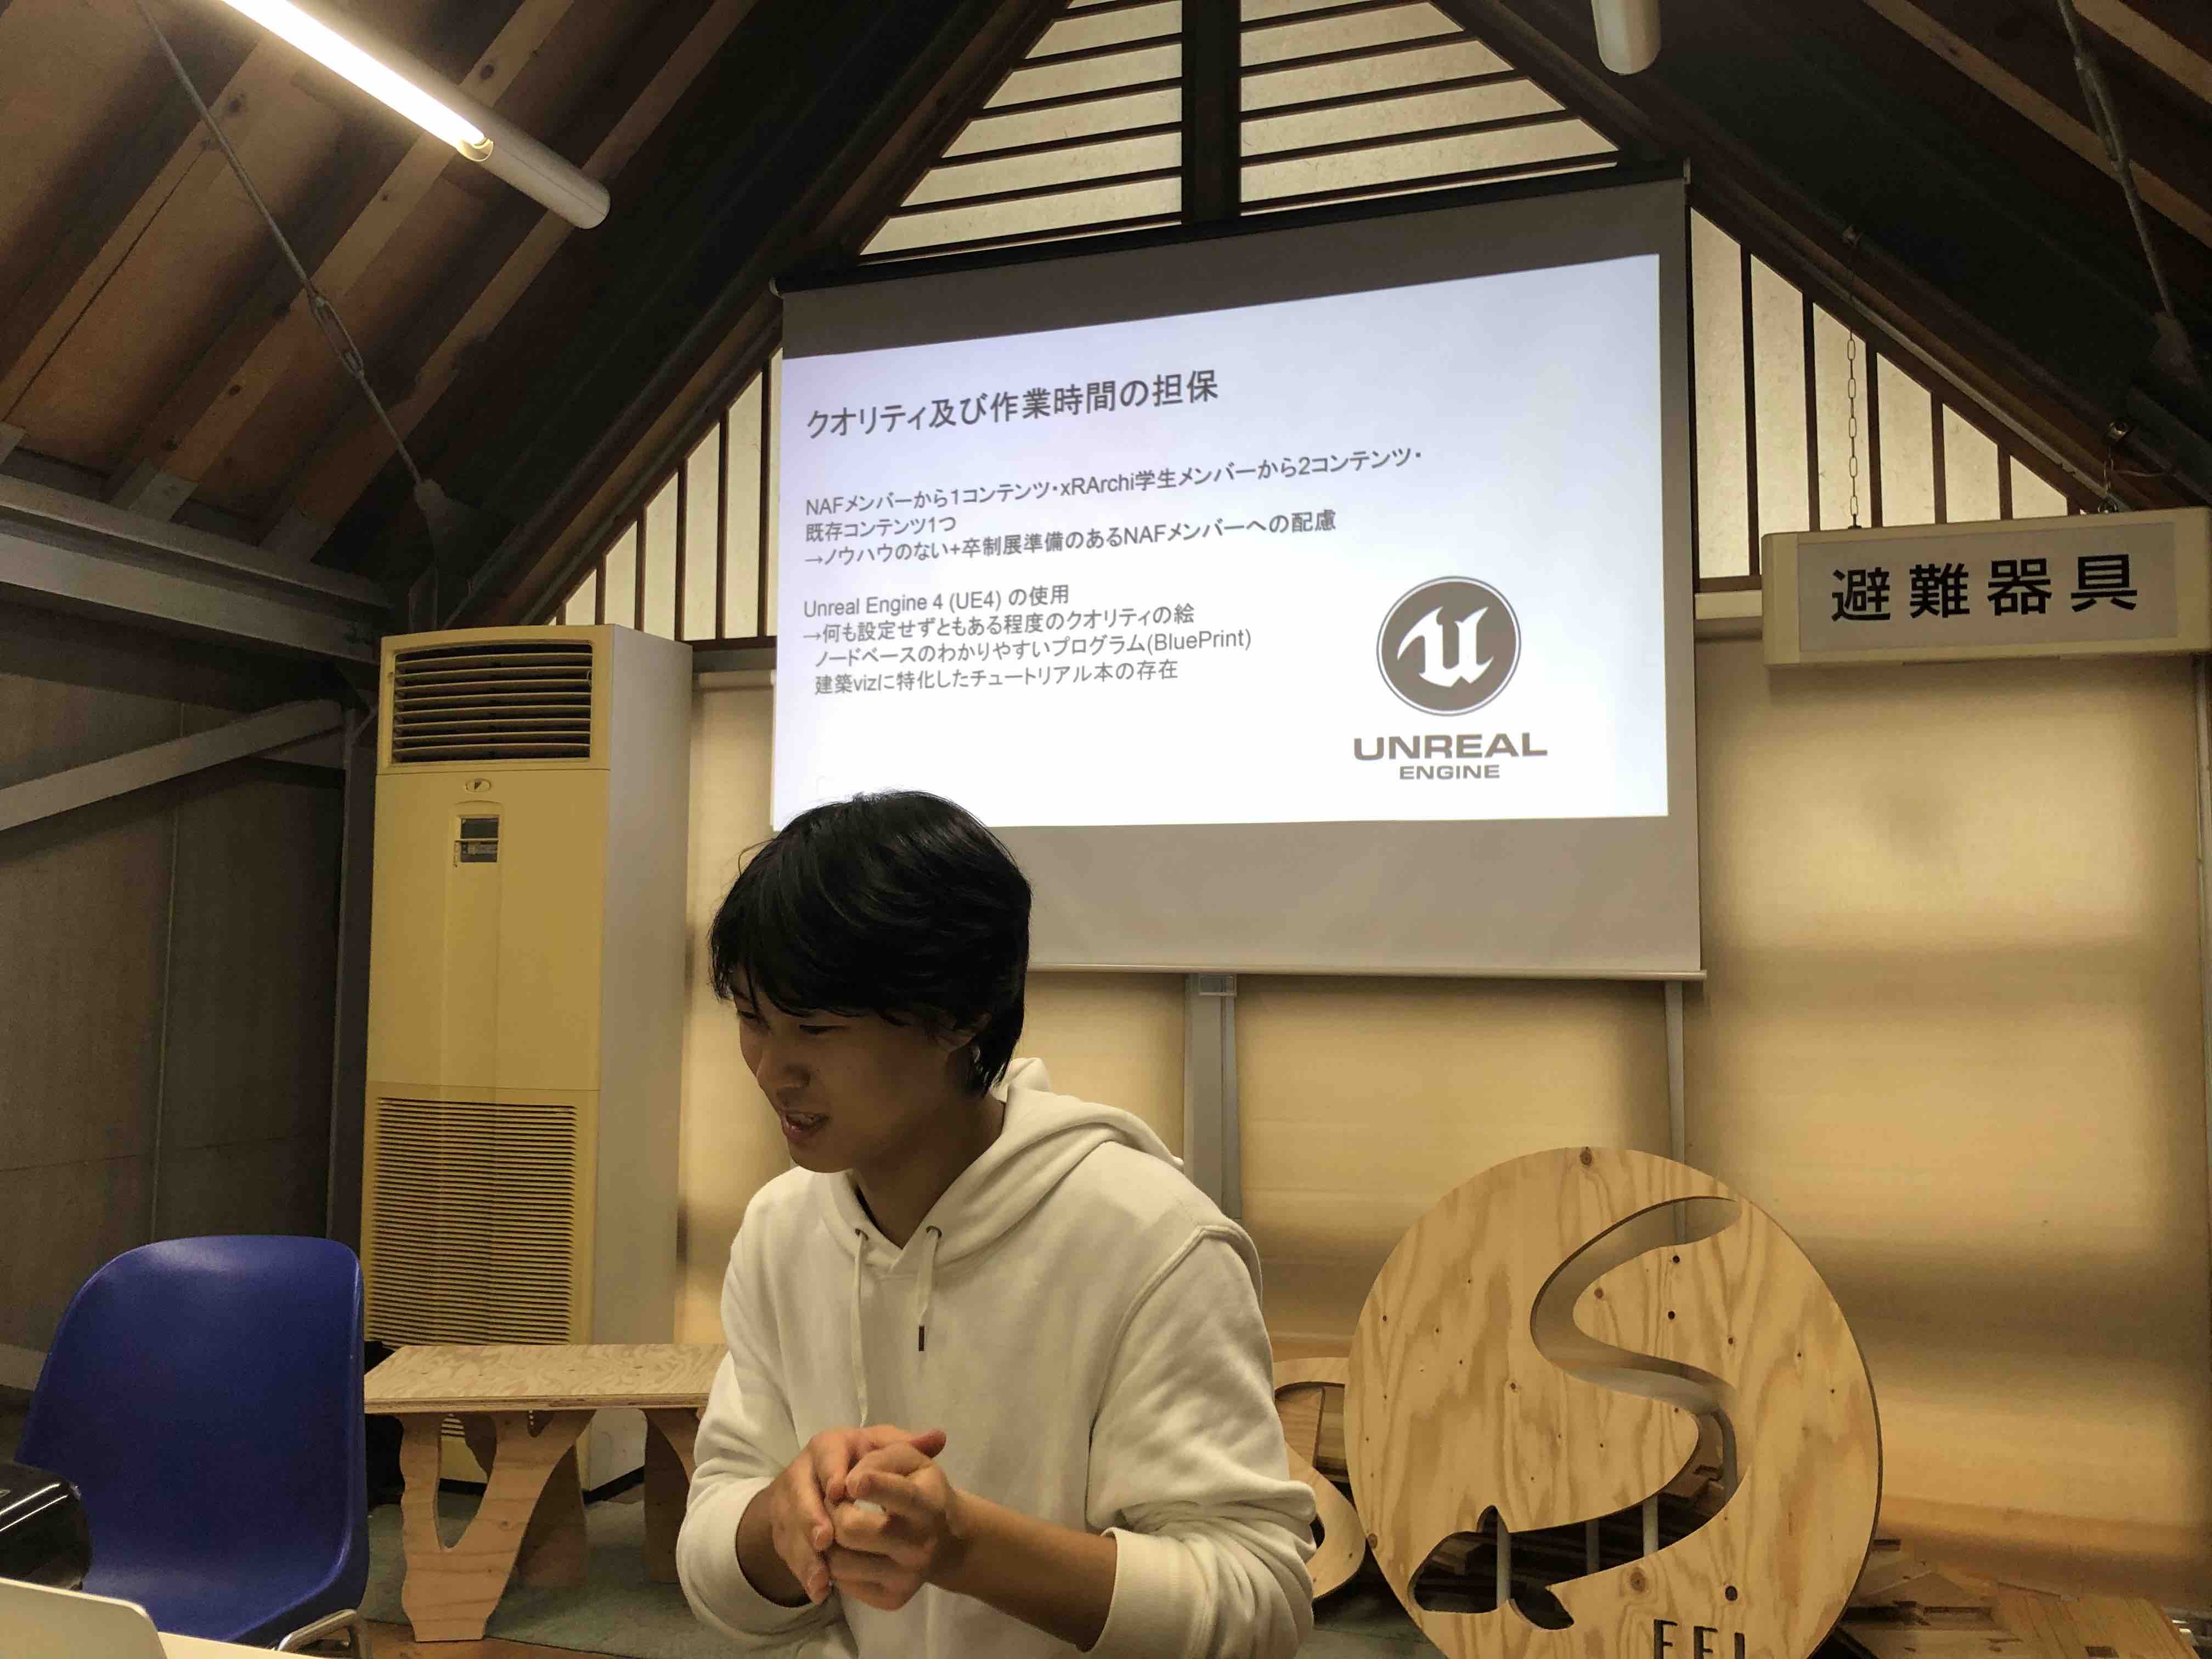 クオリティ及び作業時間の担保
NAFメンバーから1コンテンツ・xRArchi学生メンバーから2コンテンツ・
既存コンテンツ1つ
→ノウハウのない+卒制展準備のあるNAFメンバーへの配慮
Unreal Engine 4 (UE4) の使用
→何も設定せずともある程度のクオリティの絵
ノードベースのわかりやすいプログラム(BluePrint)
建築vizに特化したチュートリアル本の存在
UNREAL
ENGINE
避難器具
EEL